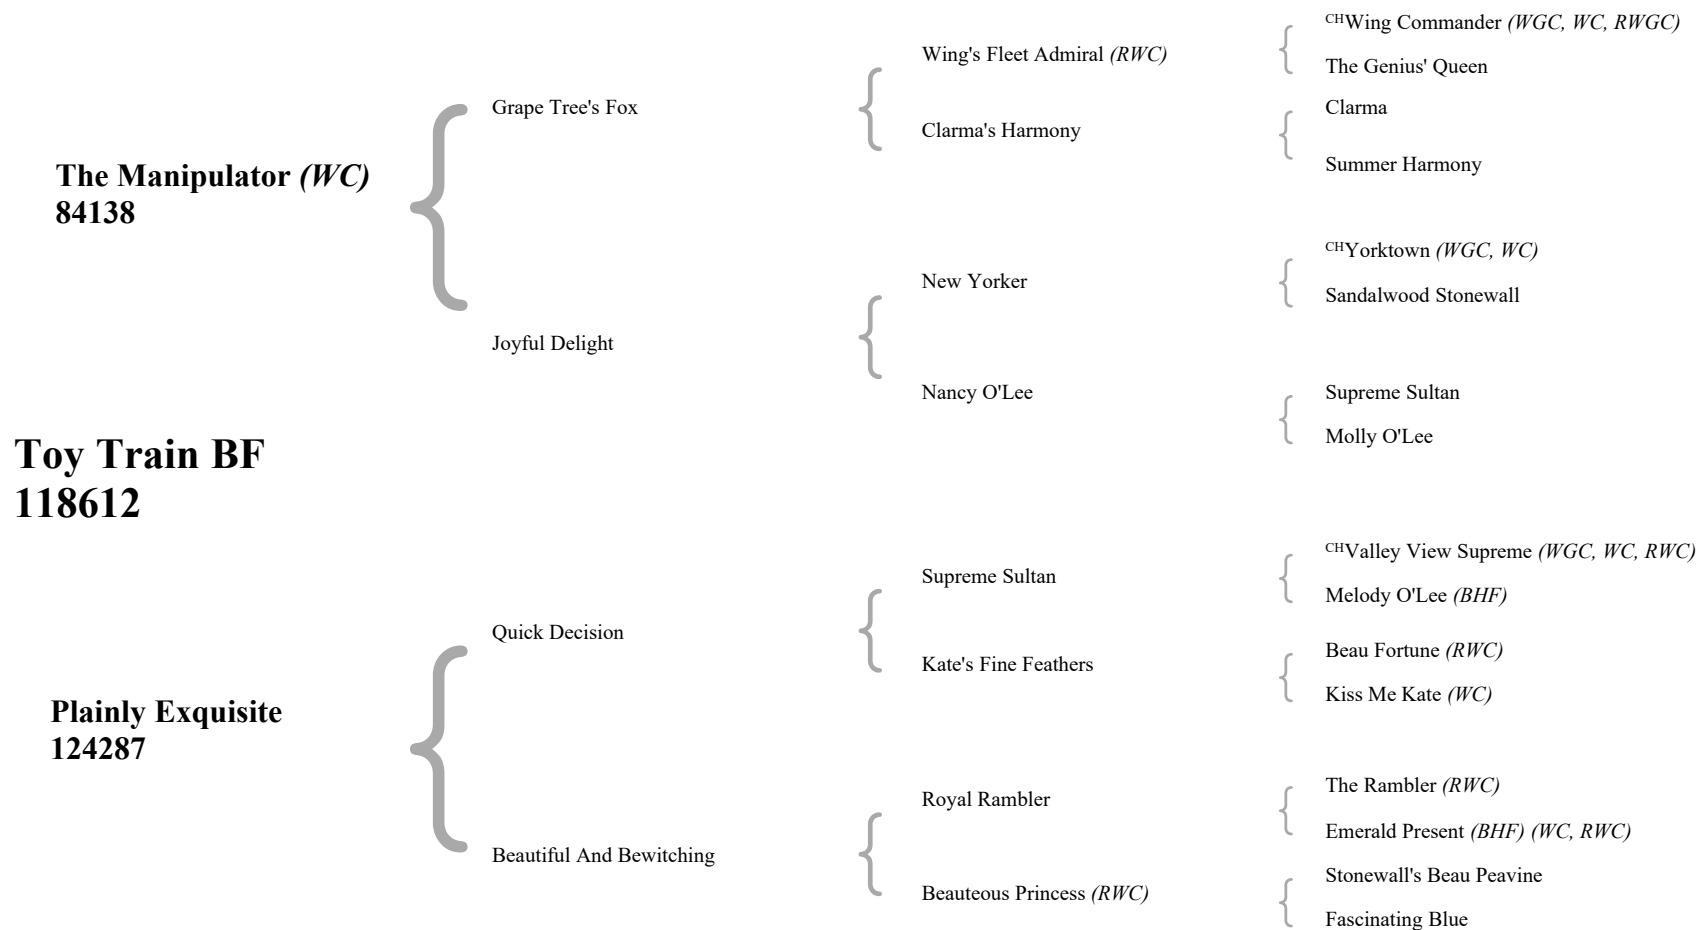 CHWing Commander (WGC, WC, RWGC)
Wing's Fleet Admiral (RWC)
The Genius' Queen
Grape Tree's Fox
Clarma
Clarma's Harmony
Summer Harmony
The Manipulator (WC)
84138
CHYorktown (WGC, WC)
New Yorker
Sandalwood Stonewall
Joyful Delight
Nancy O'Lee
Supreme Sultan
Molly O'Lee
Toy Train BF
118612
CHValley View Supreme (WGC, WC, RWC)
Supreme Sultan
Melody O'Lee (BHF)
Quick Decision
Beau Fortune (RWC)
Kate's Fine Feathers
Kiss Me Kate (WC)
Plainly Exquisite
124287
The Rambler (RWC)
Royal Rambler
Emerald Present (BHF) (WC, RWC)
Beautiful And Bewitching
Stonewall's Beau Peavine
Beauteous Princess (RWC)
Fascinating Blue